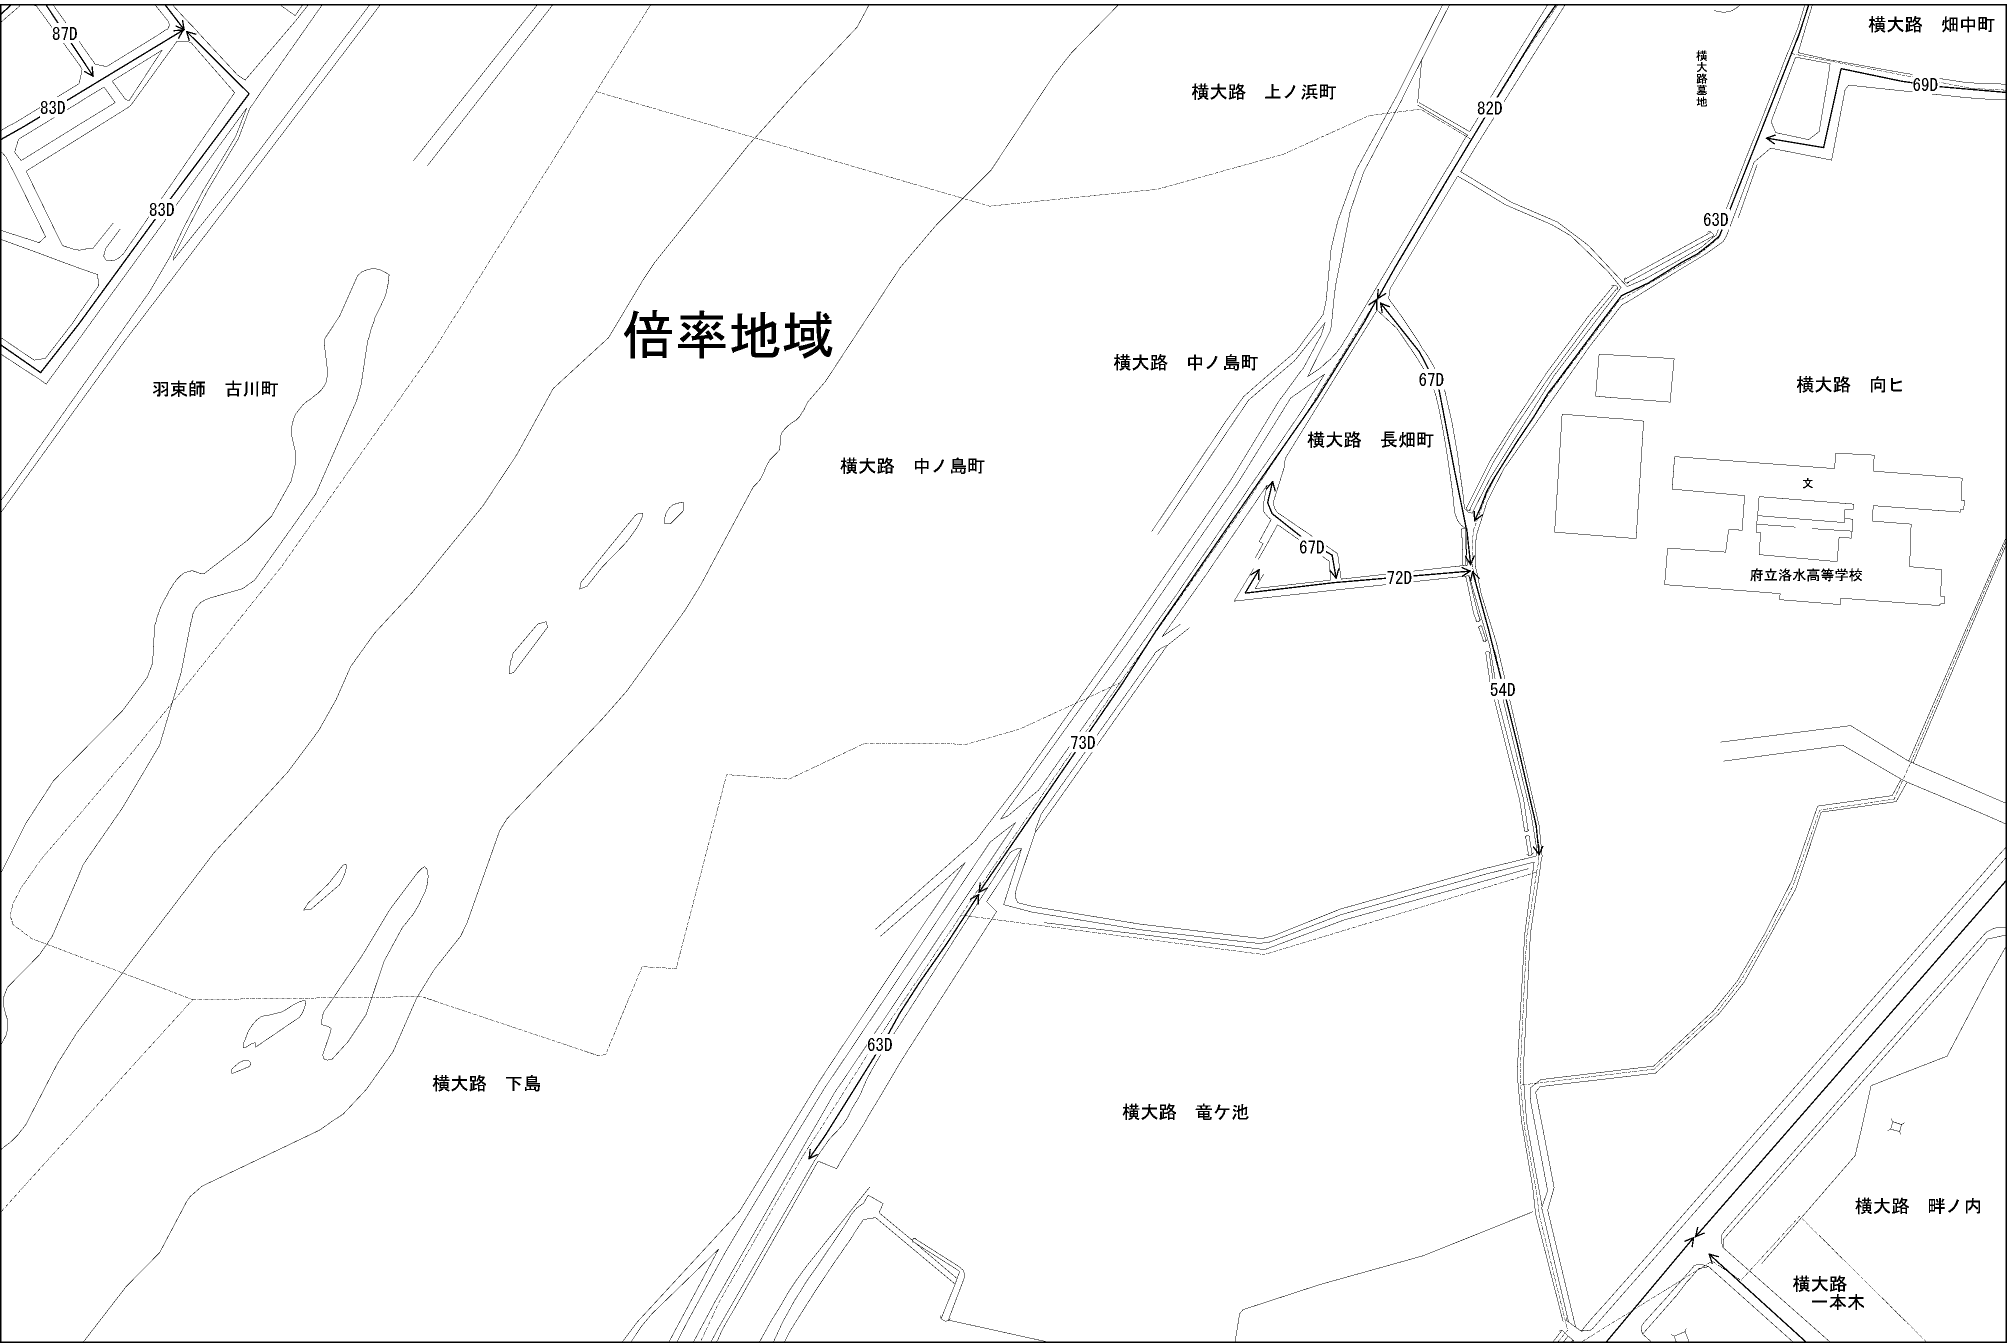 87D
横大路　畑中町
横大路墓地
横大路　上ノ浜町
69D
83D
82D
83D
63D
倍率地域
横大路　中ノ島町
67D
横大路　向ヒ
羽束師　古川町
横大路　長畑町
横大路　中ノ島町
文
67D
72D
府立洛水高等学校
54D
73D
63D
横大路　下島
横大路　竜ケ池
横大路　畔ノ内
横大路
一本木